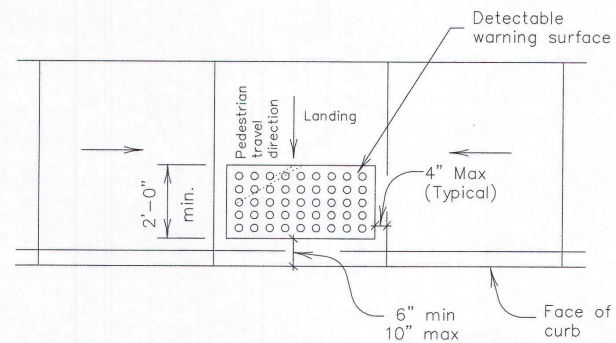 Detectable
warning surface
Pedestrian
travel
direction
Landing
2'-0"
min.
4" Max
(Typical)
6" min
10" max
Face of
curb